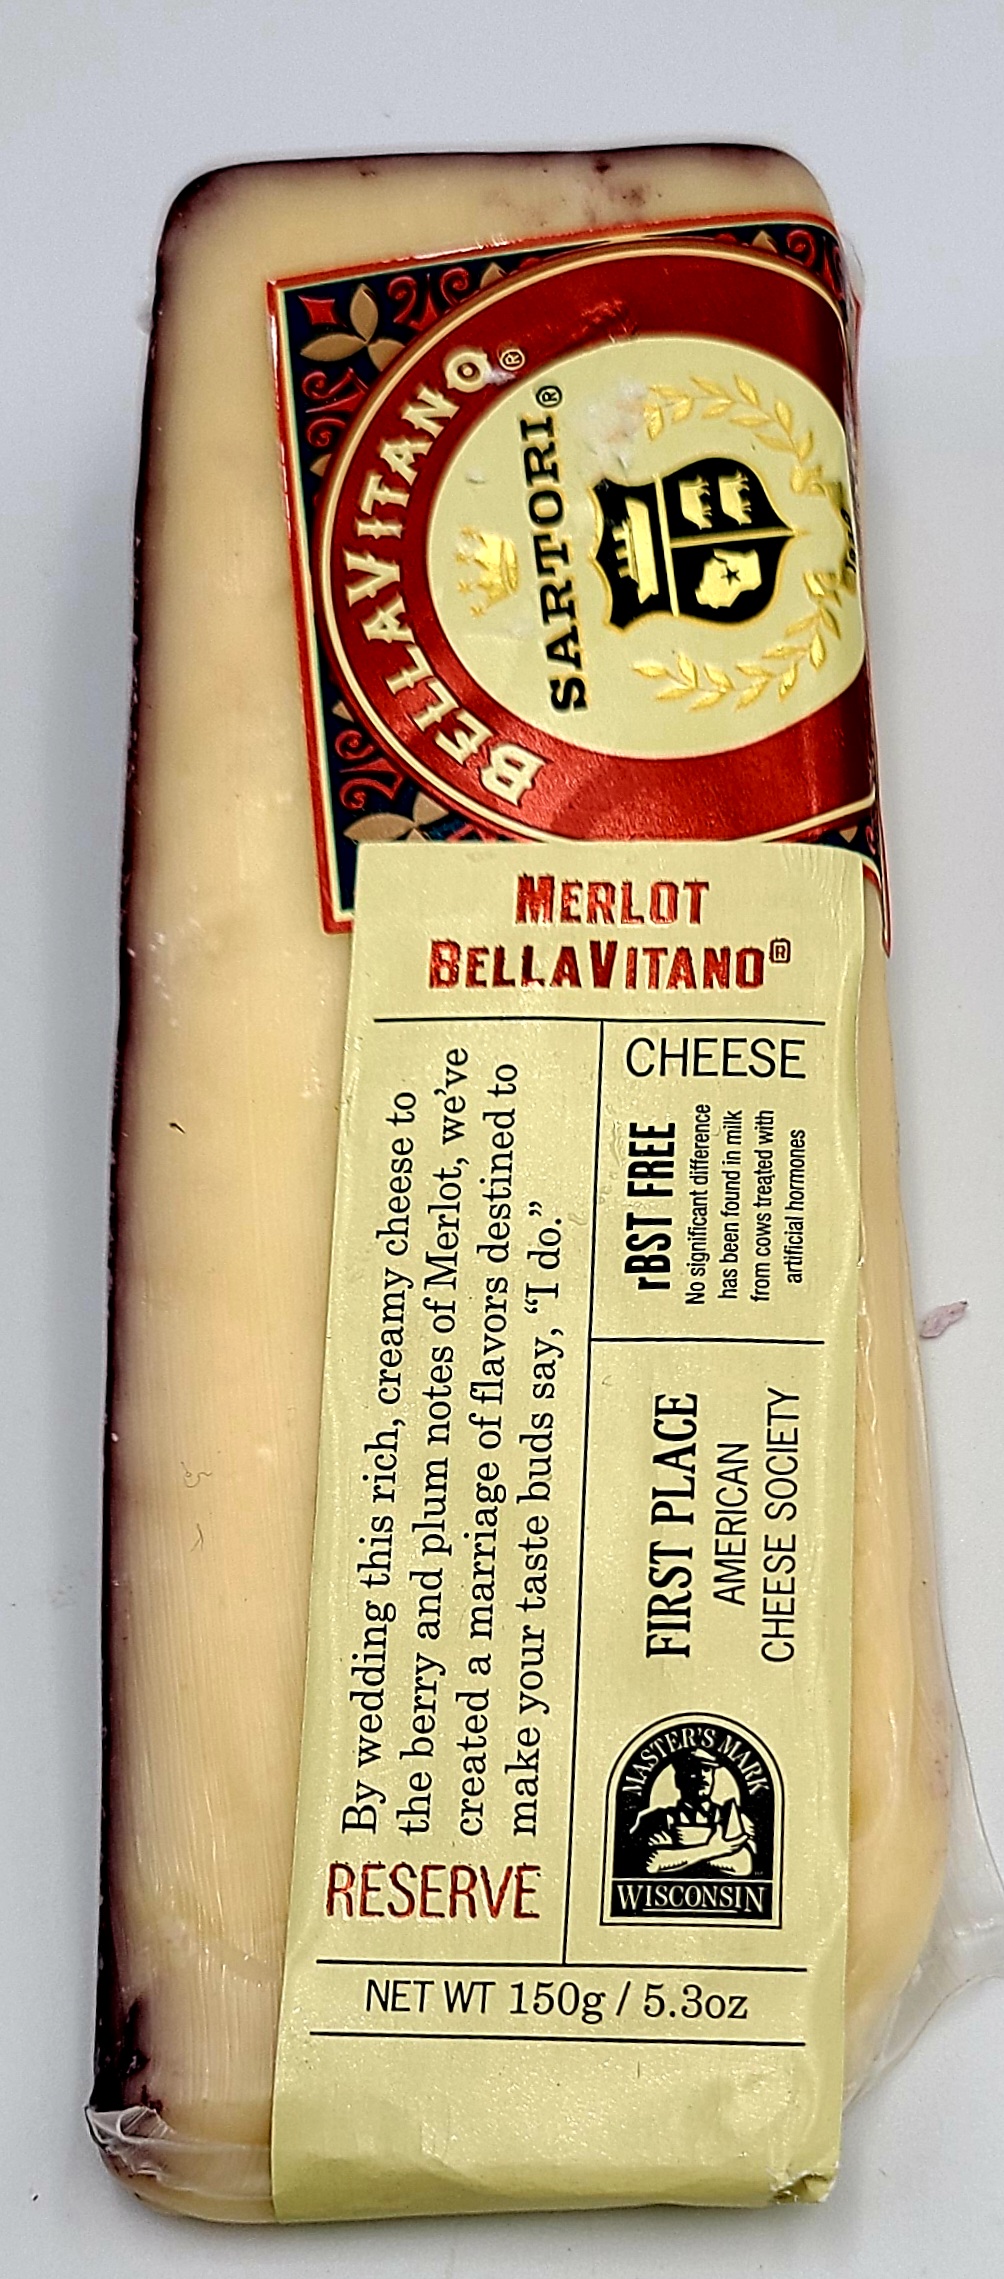 BELLAVITANO®
SARTORI®
MERLOT
BELLAVITANO®
CHEESE
By wedding this rich, creamy cheese to
the berry and plum notes of Merlot, we've
created a marriage of flavors destined to
make your taste buds say, “I do.”
rBST FREE
No significant difference
has been found in milk
from cows treated with
artificial hormones
FIRST PLACE
AMERICAN
CHEESE SOCIETY
MASTER'S MARK
WISCONSIN
RESERVE
NET WT 150g / 5.3oz